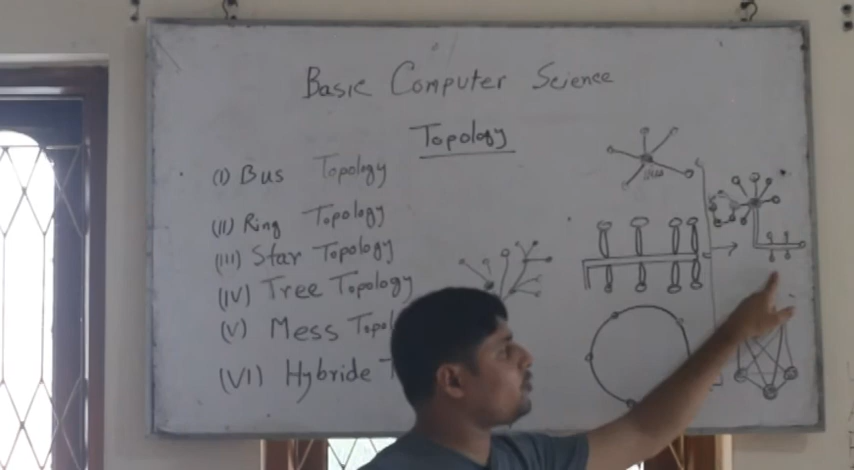 Basic Computer Science
Topology
(I) Bus Topology
(II) Ring Topology
(III) Star Topology
(IV) Tree Topology
(V) Mess Topol
(VI) Hybride T